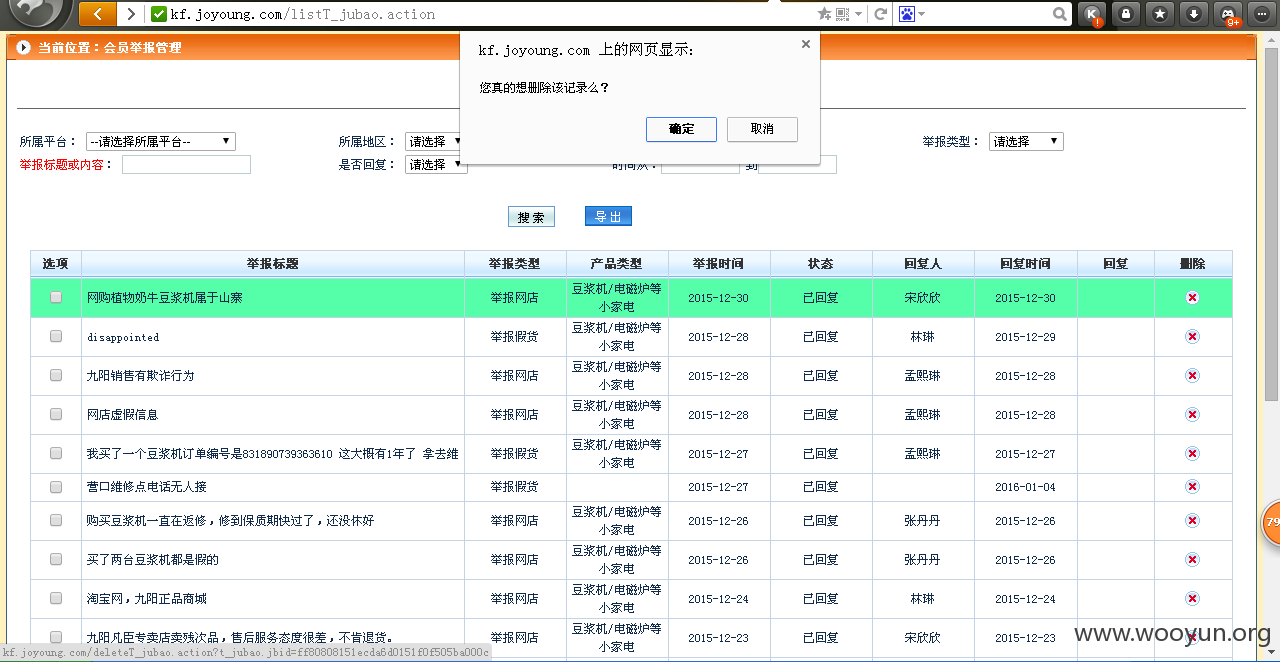 kf.joyoung.com/listT_jubao.action
K
!
9+
当前位置：会员举报管理
kf.joyoung.com 上的网页显示:
您真的想删除该记录么？
确定
取消
所属平台：
--请选择所属平台--
所属地区：
请选择
举报类型：
请选择
举报标题或内容：
是否回复：
请选择
时间从：
到
搜 索
导 出
选项 举报标题 举报类型 产品类型 举报时间 状态 回复人 回复时间 回复 删除
网购植物奶牛豆浆机属于山寨 举报网店 豆浆机/电磁炉等小家电 2015-12-30 已回复 宋欣欣 2015-12-30
disappointed 举报假货 豆浆机/电磁炉等小家电 2015-12-28 已回复 林琳 2015-12-29
九阳销售有欺诈行为 举报网店 豆浆机/电磁炉等小家电 2015-12-28 已回复 孟熙琳 2015-12-28
网店虚假信息 举报网店 豆浆机/电磁炉等小家电 2015-12-28 已回复 孟熙琳 2015-12-28
我买了一个豆浆机订单编号是831890739363610 这大概有1年了 拿去维 举报假货 豆浆机/电磁炉等小家电 2015-12-27 已回复 孟熙琳 2015-12-27
营口维修点电话无人接 举报假货 2015-12-27 已回复 2016-01-04
购买豆浆机一直在返修，修到保质期快过了，还没休好 举报网店 豆浆机/电磁炉等小家电 2015-12-26 已回复 张丹丹 2015-12-26
买了两台豆浆机都是假的 举报网店 豆浆机/电磁炉等小家电 2015-12-26 已回复 张丹丹 2015-12-26
淘宝网，九阳正品商城 举报网店 豆浆机/电磁炉等小家电 2015-12-24 已回复 林琳 2015-12-24
九阳凡臣专卖店卖残次品，售后服务态度很差，不肯退货。 举报网店 豆浆机/电磁炉等小家电 2015-12-23 已回复 宋欣欣 2015-12-23
79
www.wooyun.org
kf.joyoung.com/deleteT_jubao.action?t_jubao.jbid=ff80808151ecda6d0151f0f505ba000c